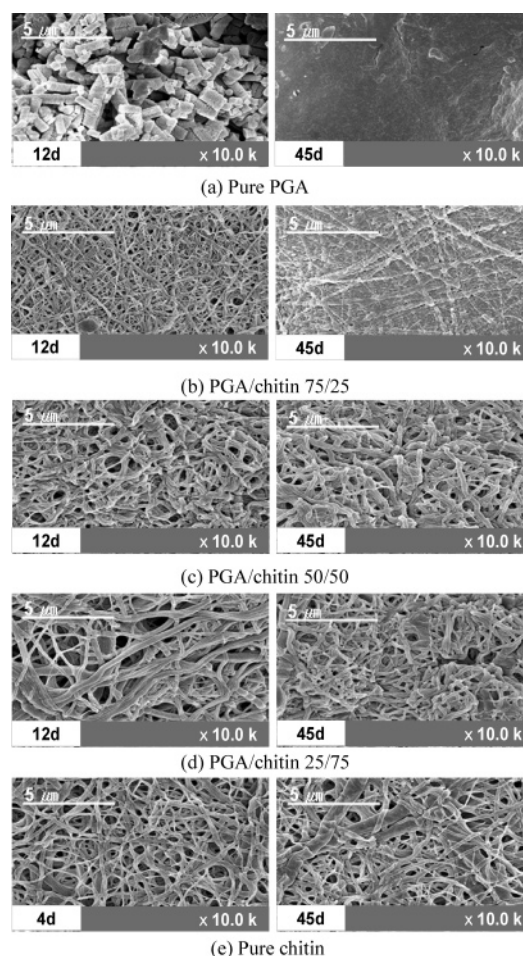 5 ㎛ 5 ㎛
12d x 10.0 k 45d x 10.0 k
(a) Pure PGA
5 ㎛ 5 ㎛
12d x 10.0 k 45d x 10.0 k
(b) PGA/chitin 75/25
5 ㎛ 5 ㎛
12d x 10.0 k 45d x 10.0 k
(c) PGA/chitin 50/50
5 ㎛ 5 ㎛
12d x 10.0 k 45d x 10.0 k
(d) PGA/chitin 25/75
5 ㎛ 5 ㎛
4d x 10.0 k 45d x 10.0 k
(e) Pure chitin